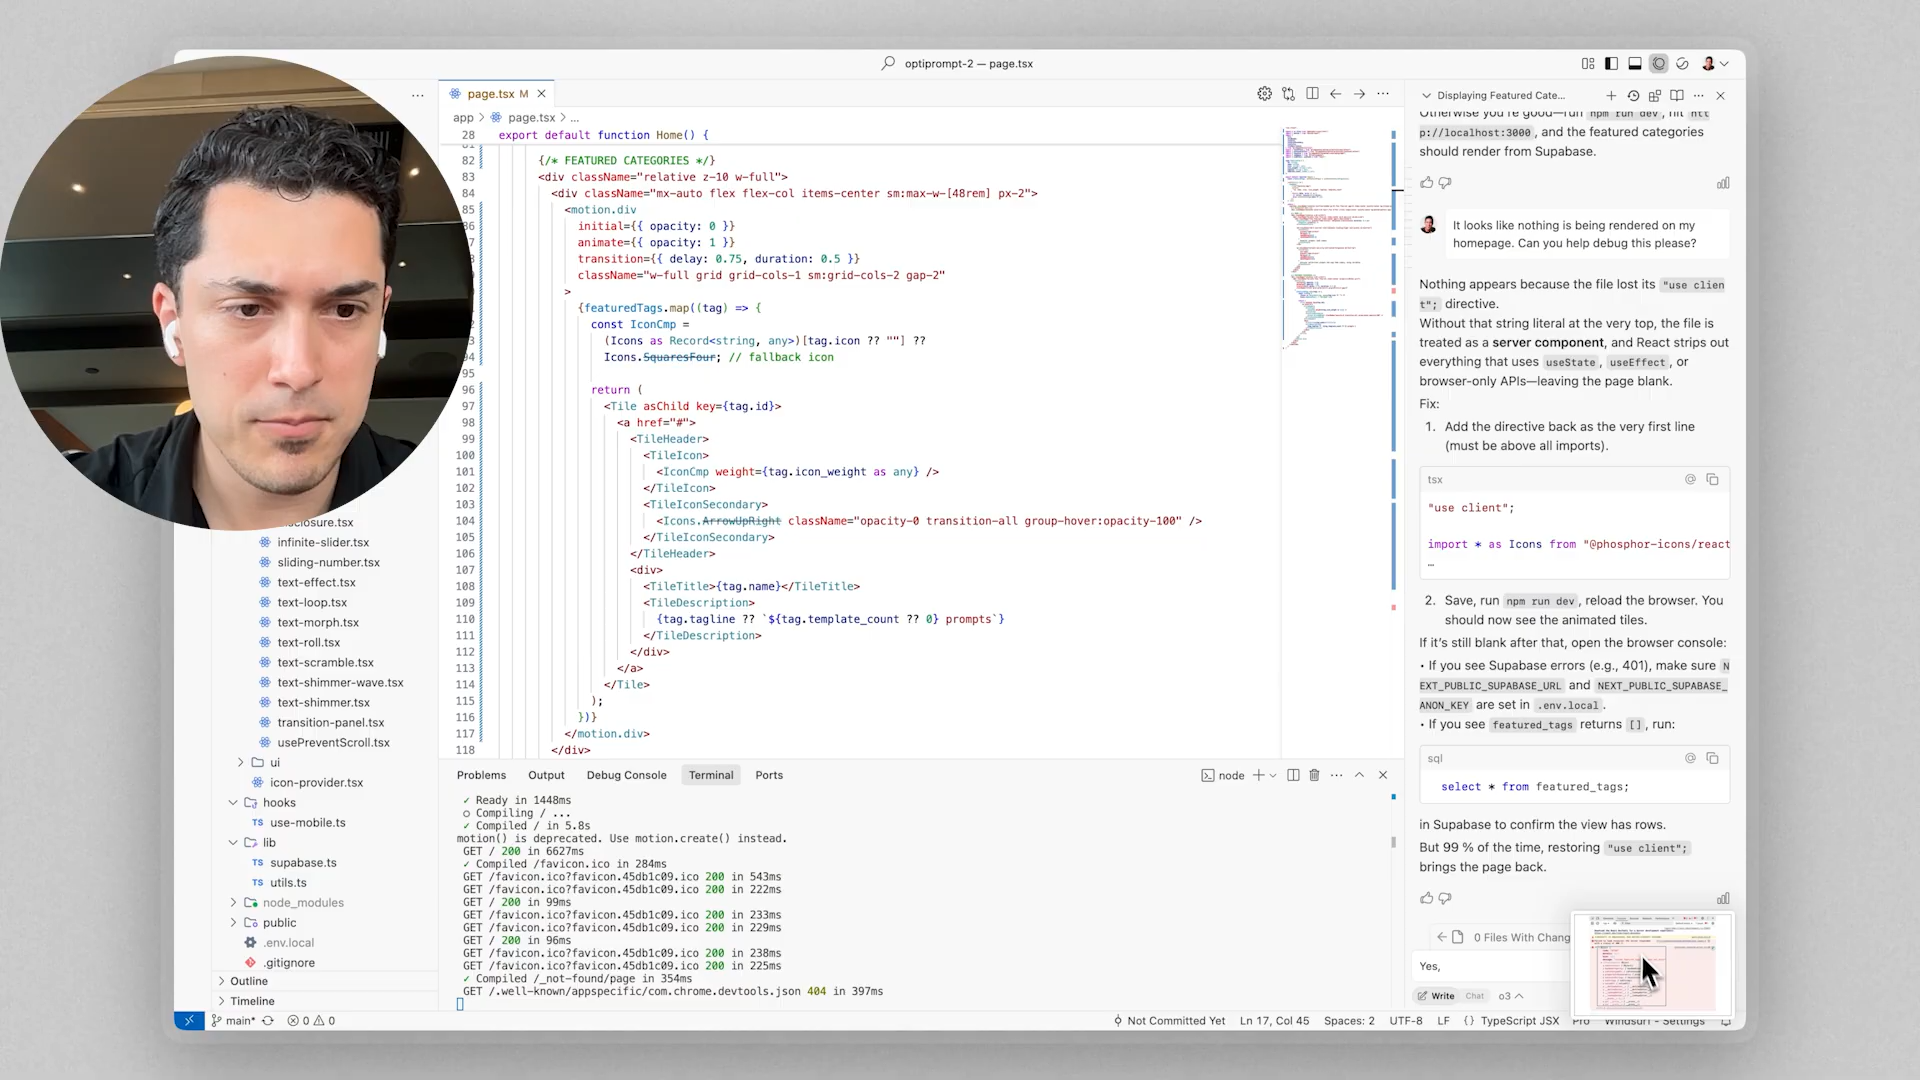 optiprompt-2 — page.tsx
page.tsx M
app > page.tsx > ...
28 export default function Home() {
82 {/* FEATURED CATEGORIES */}
83 <div className="relative z-10 w-full">
84 <div className="mx-auto flex flex-col items-center sm:max-w-[48rem] px-2">
85 <motion.div
initial={{ opacity: 0 }}
animate={{ opacity: 1 }}
transition={{ delay: 0.75, duration: 0.5 }}
className="w-full grid grid-cols-1 sm:grid-cols-2 gap-2"
>
{featuredTags.map((tag) => {
const IconCmp =
(Icons as Record<string, any>)[tag.icon ?? ""] ??
Icons.SquaresFour; // fallback icon
95
96 return (
97 <Tile asChild key={tag.id}>
98 <a href="#">
99 <TileHeader>
100 <TileIcon>
101 <IconCmp weight={tag.icon_weight as any} />
102 </TileIcon>
103 <TileIconSecondary>
104 <Icons.ArrowUpRight className="opacity-0 transition-all group-hover:opacity-100" />
105 </TileIconSecondary>
106 </TileHeader>
107 <div>
108 <TileTitle>{tag.name}</TileTitle>
109 <TileDescription>
110 {tag.tagline ?? `${tag.template_count ?? 0} prompts`}
111 </TileDescription>
112 </div>
113 </a>
114 </Tile>
115 );
116 })}
117 </motion.div>
118 </div>
infinite-slider.tsx
sliding-number.tsx
text-effect.tsx
text-loop.tsx
text-morph.tsx
text-roll.tsx
text-scramble.tsx
text-shimmer-wave.tsx
text-shimmer.tsx
transition-panel.tsx
usePreventScroll.tsx
ui
icon-provider.tsx
hooks
TS use-mobile.ts
lib
TS supabase.ts
TS utils.ts
node_modules
public
.env.local
.gitignore
Outline
Timeline
Problems Output Debug Console Terminal Ports
node
✓ Ready in 1448ms
○ Compiling / ...
✓ Compiled / in 5.8s
motion() is deprecated. Use motion.create() instead.
GET / 200 in 6627ms
✓ Compiled /favicon.ico in 284ms
GET /favicon.ico?favicon.45db1c09.ico 200 in 543ms
GET /favicon.ico?favicon.45db1c09.ico 200 in 222ms
GET / 200 in 99ms
GET /favicon.ico?favicon.45db1c09.ico 200 in 233ms
GET /favicon.ico?favicon.45db1c09.ico 200 in 229ms
GET / 200 in 96ms
GET /favicon.ico?favicon.45db1c09.ico 200 in 238ms
GET /favicon.ico?favicon.45db1c09.ico 200 in 225ms
✓ Compiled /_not-found/page in 354ms
GET /.well-known/appspecific/com.chrome.devtools.json 404 in 397ms
Displaying Featured Cate...
Otherwise you're good—run npm run dev, hit htt
p://localhost:3000, and the featured categories
should render from Supabase.
It looks like nothing is being rendered on my
homepage. Can you help debug this please?
Nothing appears because the file lost its "use clien
t"; directive.
Without that string literal at the very top, the file is
treated as a server component, and React strips out
everything that uses useState, useEffect, or
browser-only APIs—leaving the page blank.
Fix:
1. Add the directive back as the very first line
(must be above all imports).
tsx
"use client";
import * as Icons from "@phosphor-icons/react
…
2. Save, run npm run dev, reload the browser. You
should now see the animated tiles.
If it's still blank after that, open the browser console:
• If you see Supabase errors (e.g., 401), make sure N
EXT_PUBLIC_SUPABASE_URL and NEXT_PUBLIC_SUPABASE_
ANON_KEY are set in .env.local.
• If you see featured_tags returns [], run:
sql
select * from featured_tags;
in Supabase to confirm the view has rows.
But 99 % of the time, restoring "use client";
brings the page back.
0 Files With Chang
Yes,
Write Chat o3
main* 0 0
Not Committed Yet Ln 17, Col 45 Spaces: 2 UTF-8 LF {} TypeScript JSX Pro Windsurf - Settings